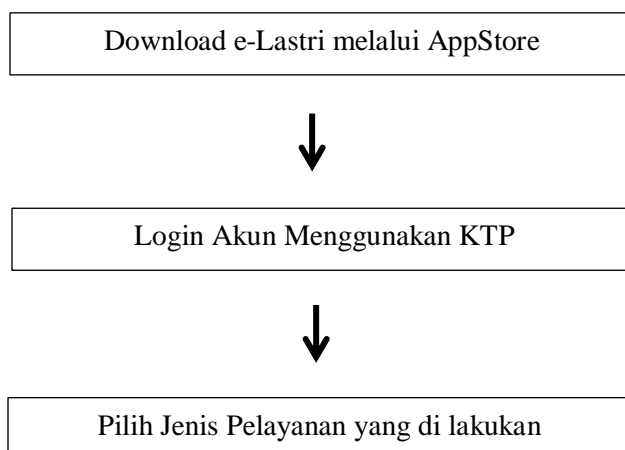 Download e-Lastri melalui AppStore
Login Akun Menggunakan KTP
Pilih Jenis Pelayanan yang di lakukan